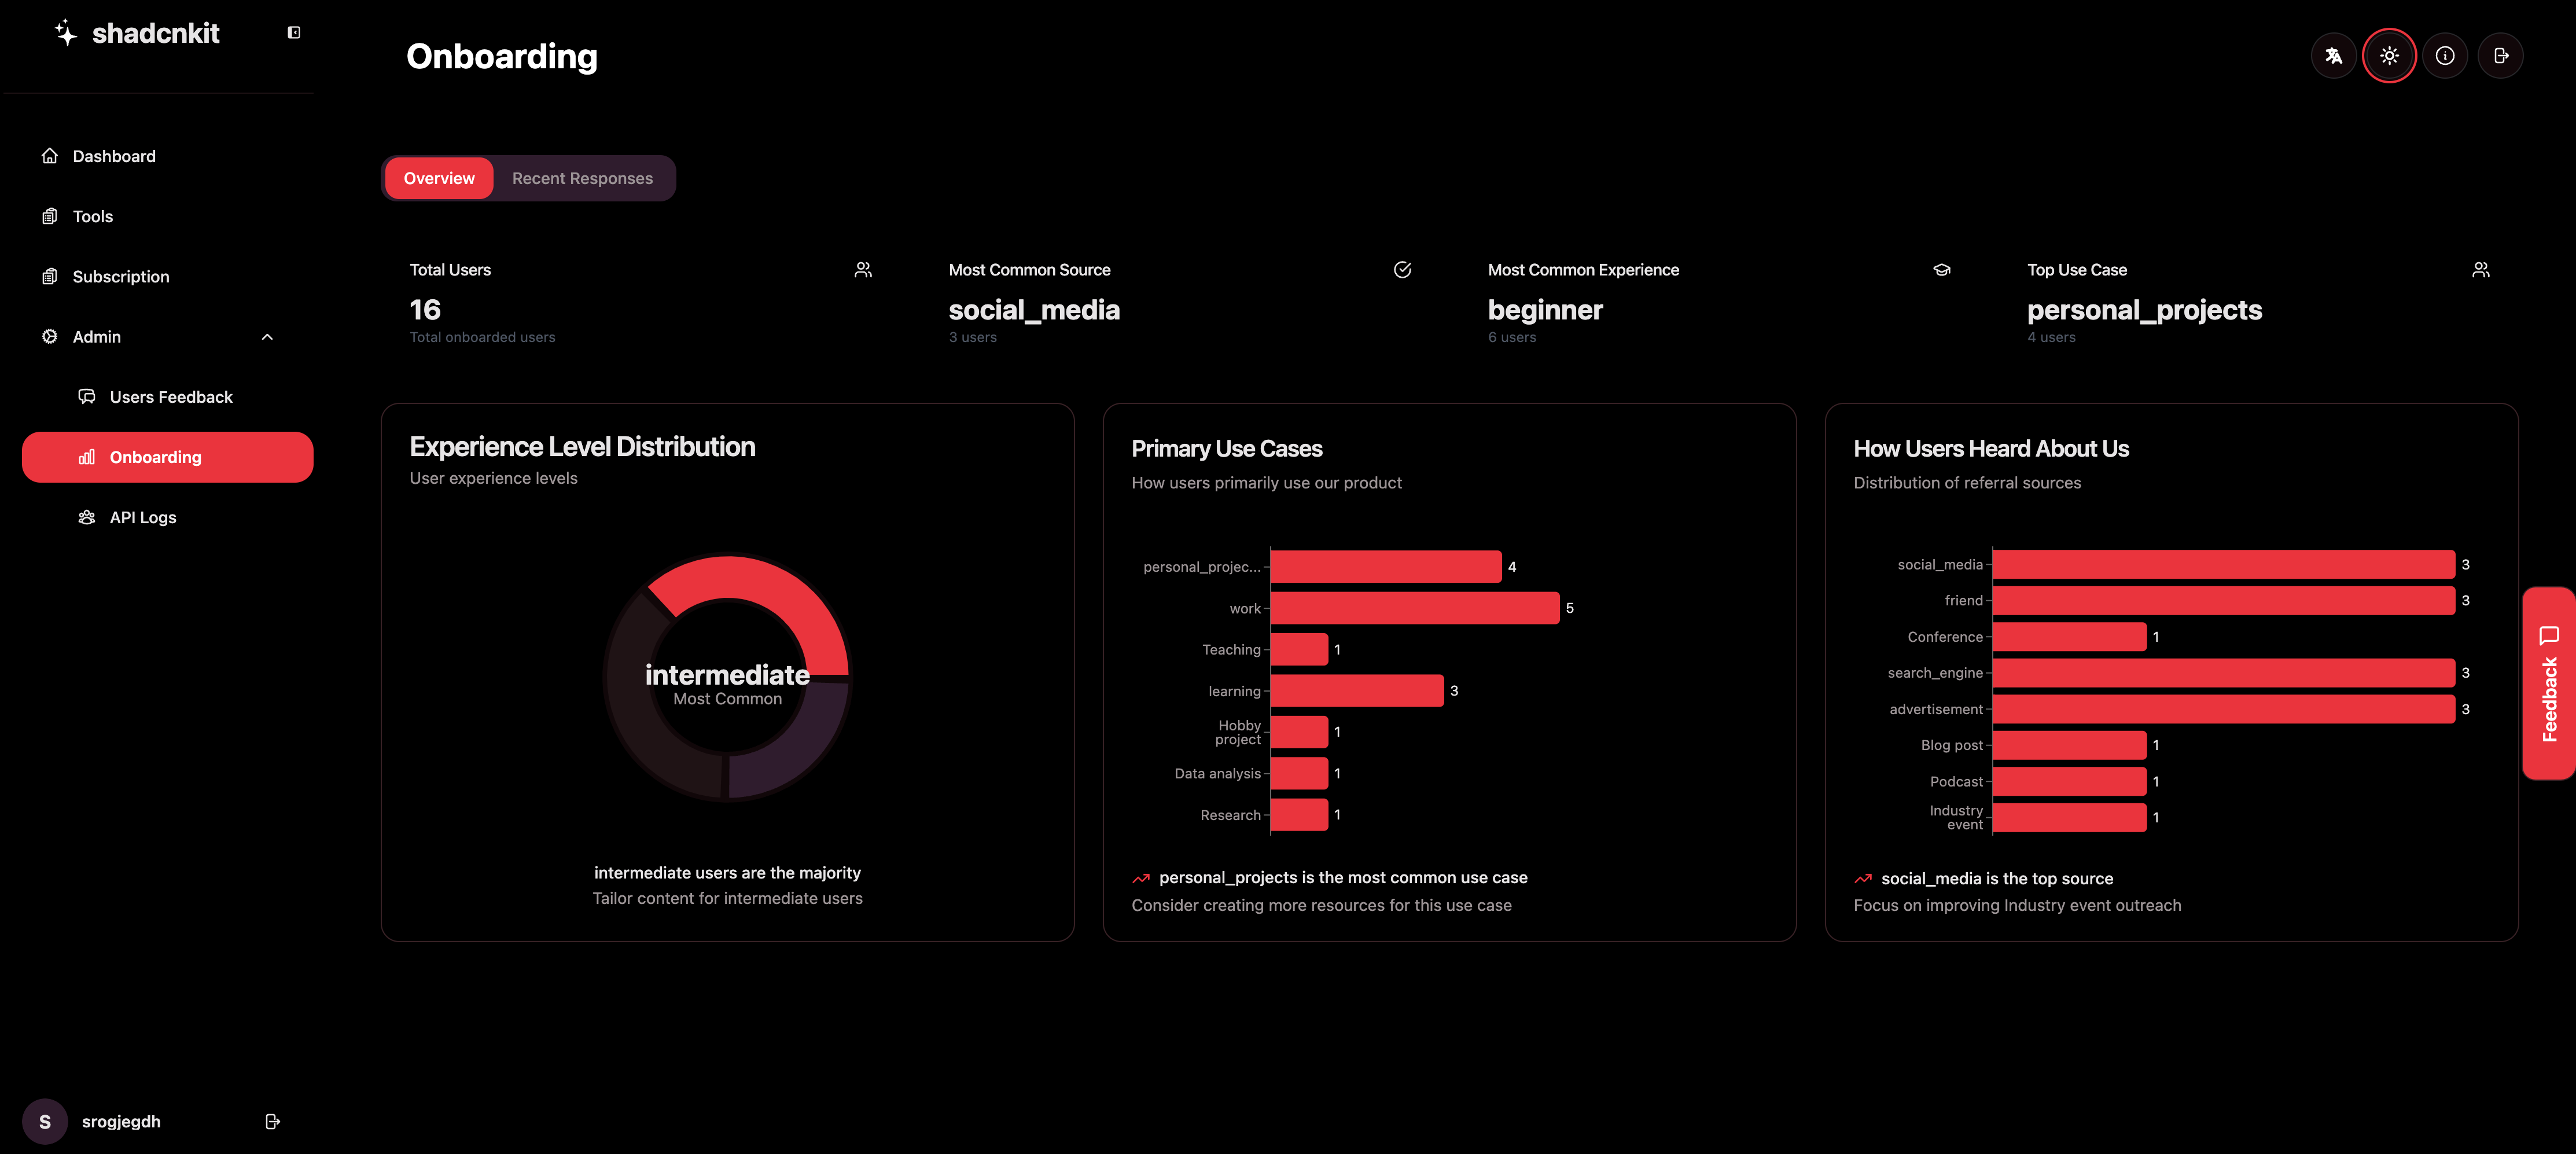 shadcnkit
Onboarding
Dashboard
Tools
Subscription
Admin
Users Feedback
Onboarding
API Logs
srogjegdh
S
Overview
Recent Responses
Total Users
16
Total onboarded users
Most Common Source
social_media
3 users
Most Common Experience
beginner
6 users
Top Use Case
personal_projects
4 users
Experience Level Distribution
User experience levels
intermediate
Most Common
intermediate users are the majority
Tailor content for intermediate users
Primary Use Cases
How users primarily use our product
personal_projec... 4
work 5
Teaching 1
learning 3
Hobby
project 1
Data analysis 1
Research 1
personal_projects is the most common use case
Consider creating more resources for this use case
How Users Heard About Us
Distribution of referral sources
social_media 3
friend 3
Conference 1
search_engine 3
advertisement 3
Blog post 1
Podcast 1
Industry
event 1
social_media is the top source
Focus on improving Industry event outreach
Feedback